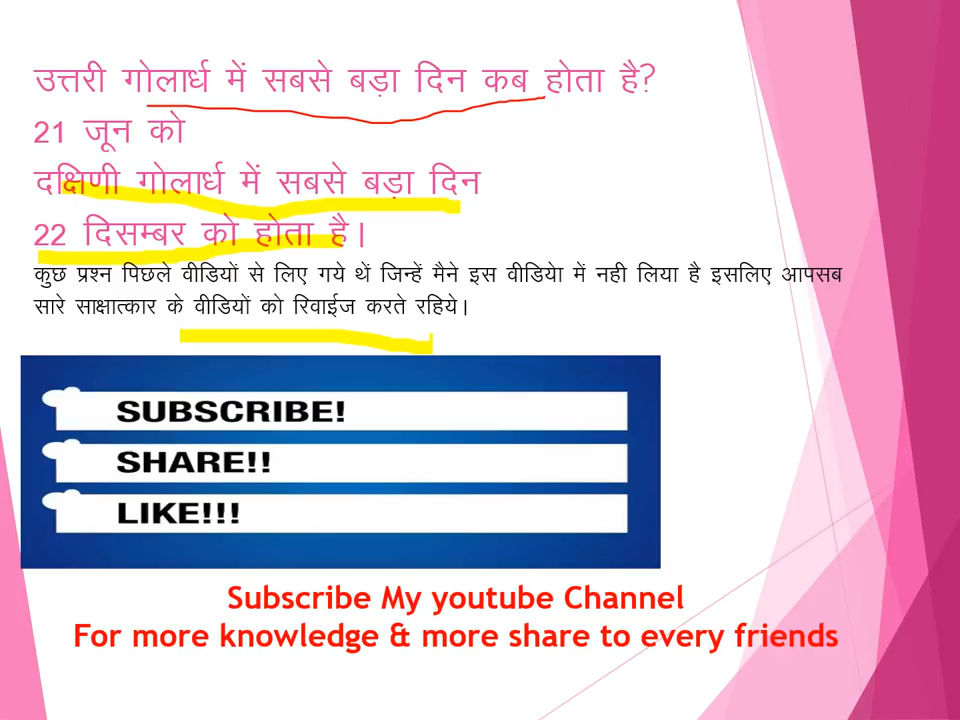 उत्तरी गोलार्ध में सबसे बड़ा दिन कब होता है?
21 जून को
दक्षिणी गोलार्ध में सबसे बड़ा दिन
22 दिसम्बर को होता है।
कुछ प्रश्न पिछले वीडियों से लिए गये थें जिन्हें मैने इस वीडियेा में नही लिया है इसलिए आपसब
सारे साक्षात्कार के वीडियों को रिवाईज करते रहिये।
SUBSCRIBE!
SHARE!!
LIKE!!!
Subscribe My youtube Channel
For more knowledge & more share to every friends